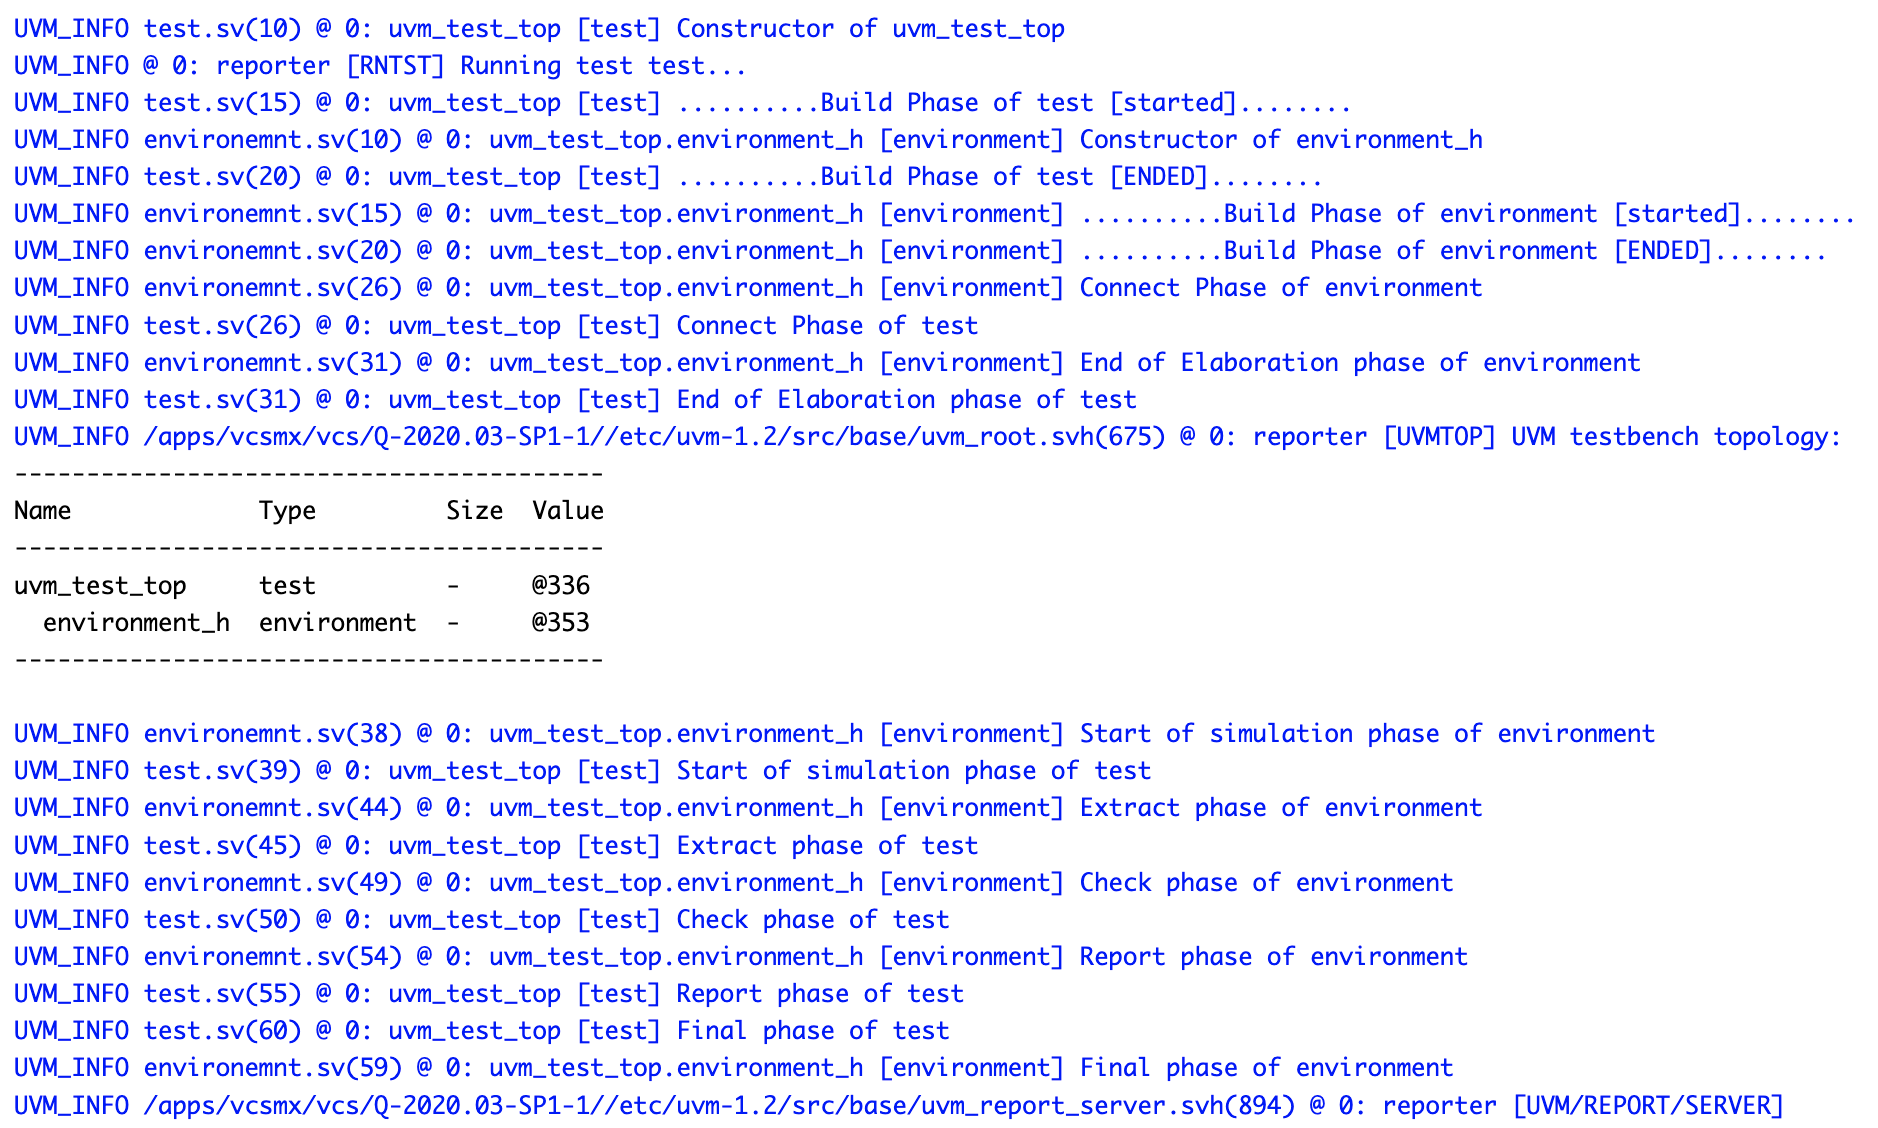 UVM_INFO test.sv(10) @ 0: uvm_test_top [test] Constructor of uvm_test_top
UVM_INFO @ 0: reporter [RNTST] Running test test...
UVM_INFO test.sv(15) @ 0: uvm_test_top [test] ..........Build Phase of test [started]........
UVM_INFO environemnt.sv(10) @ 0: uvm_test_top.environment_h [environment] Constructor of environment_h
UVM_INFO test.sv(20) @ 0: uvm_test_top [test] ..........Build Phase of test [ENDED]........
UVM_INFO environemnt.sv(15) @ 0: uvm_test_top.environment_h [environment] ..........Build Phase of environment [started]........
UVM_INFO environemnt.sv(20) @ 0: uvm_test_top.environment_h [environment] ..........Build Phase of environment [ENDED]........
UVM_INFO environemnt.sv(26) @ 0: uvm_test_top.environment_h [environment] Connect Phase of environment
UVM_INFO test.sv(26) @ 0: uvm_test_top [test] Connect Phase of test
UVM_INFO environemnt.sv(31) @ 0: uvm_test_top.environment_h [environment] End of Elaboration phase of environment
UVM_INFO test.sv(31) @ 0: uvm_test_top [test] End of Elaboration phase of test
UVM_INFO /apps/vcsmx/vcs/Q-2020.03-SP1-1//etc/uvm-1.2/src/base/uvm_root.svh(675) @ 0: reporter [UVMTOP] UVM testbench topology:
-----------------------------------------
Name             Type         Size  Value
-----------------------------------------
uvm_test_top     test         -     @336
  environment_h  environment  -     @353
-----------------------------------------
UVM_INFO environemnt.sv(38) @ 0: uvm_test_top.environment_h [environment] Start of simulation phase of environment
UVM_INFO test.sv(39) @ 0: uvm_test_top [test] Start of simulation phase of test
UVM_INFO environemnt.sv(44) @ 0: uvm_test_top.environment_h [environment] Extract phase of environment
UVM_INFO test.sv(45) @ 0: uvm_test_top [test] Extract phase of test
UVM_INFO environemnt.sv(49) @ 0: uvm_test_top.environment_h [environment] Check phase of environment
UVM_INFO test.sv(50) @ 0: uvm_test_top [test] Check phase of test
UVM_INFO environemnt.sv(54) @ 0: uvm_test_top.environment_h [environment] Report phase of environment
UVM_INFO test.sv(55) @ 0: uvm_test_top [test] Report phase of test
UVM_INFO test.sv(60) @ 0: uvm_test_top [test] Final phase of test
UVM_INFO environemnt.sv(59) @ 0: uvm_test_top.environment_h [environment] Final phase of environment
UVM_INFO /apps/vcsmx/vcs/Q-2020.03-SP1-1//etc/uvm-1.2/src/base/uvm_report_server.svh(894) @ 0: reporter [UVM/REPORT/SERVER]